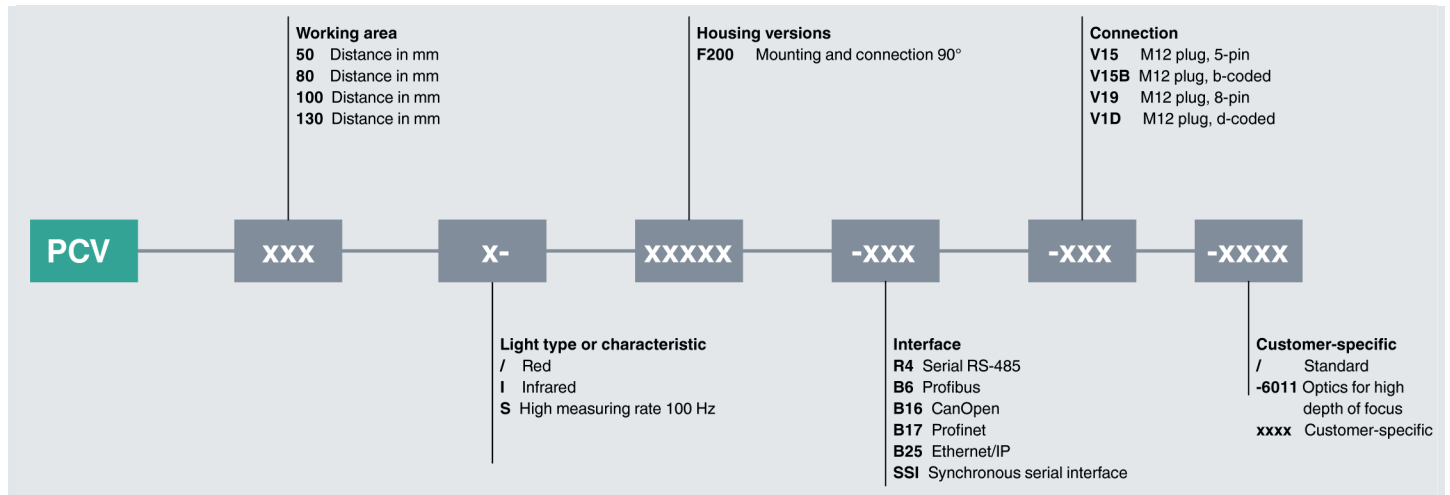 Working area
50 Distance in mm
80 Distance in mm
100 Distance in mm
130 Distance in mm
Housing versions
F200 Mounting and connection 90°
Connection
V15 M12 plug, 5-pin
V15B M12 plug, b-coded
V19 M12 plug, 8-pin
V1D M12 plug, d-coded
PCV
xxx
x-
xxxxx
-xxx
-xxx
-xxxx
Light type or characteristic
/ Red
I Infrared
S High measuring rate 100 Hz
Interface
R4 Serial RS-485
B6 Profibus
B16 CanOpen
B17 Profinet
B25 Ethernet/IP
SSI Synchronous serial interface
Customer-specific
/ Standard
-6011 Optics for high
depth of focus
xxxx Customer-specific